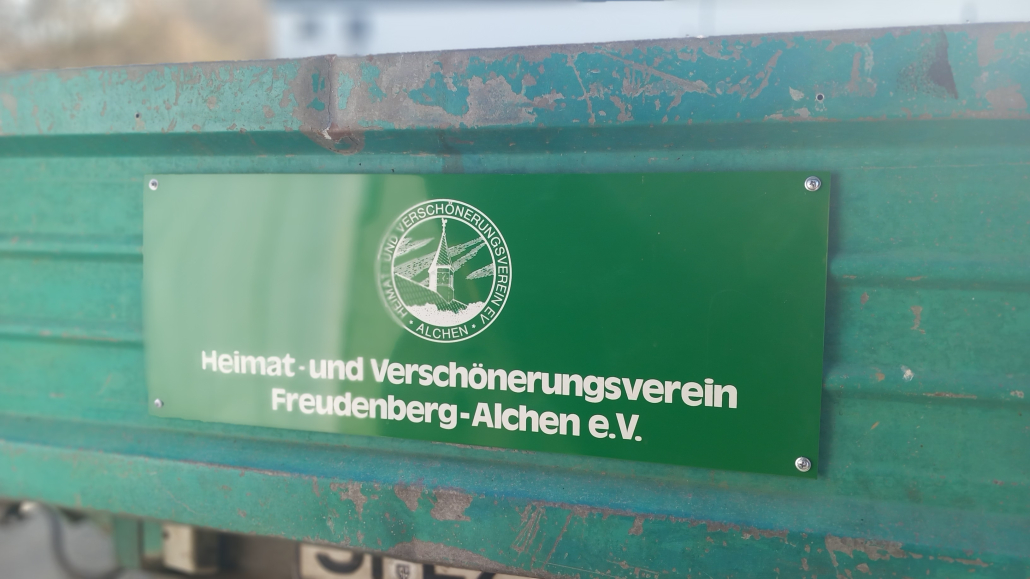 HEIMAT UND VERSCHÖNERUNGSVEREIN E.V.
· ALCHEN ·
Heimat-und Verschönerungsverein
Freudenberg-Alchen e.V.